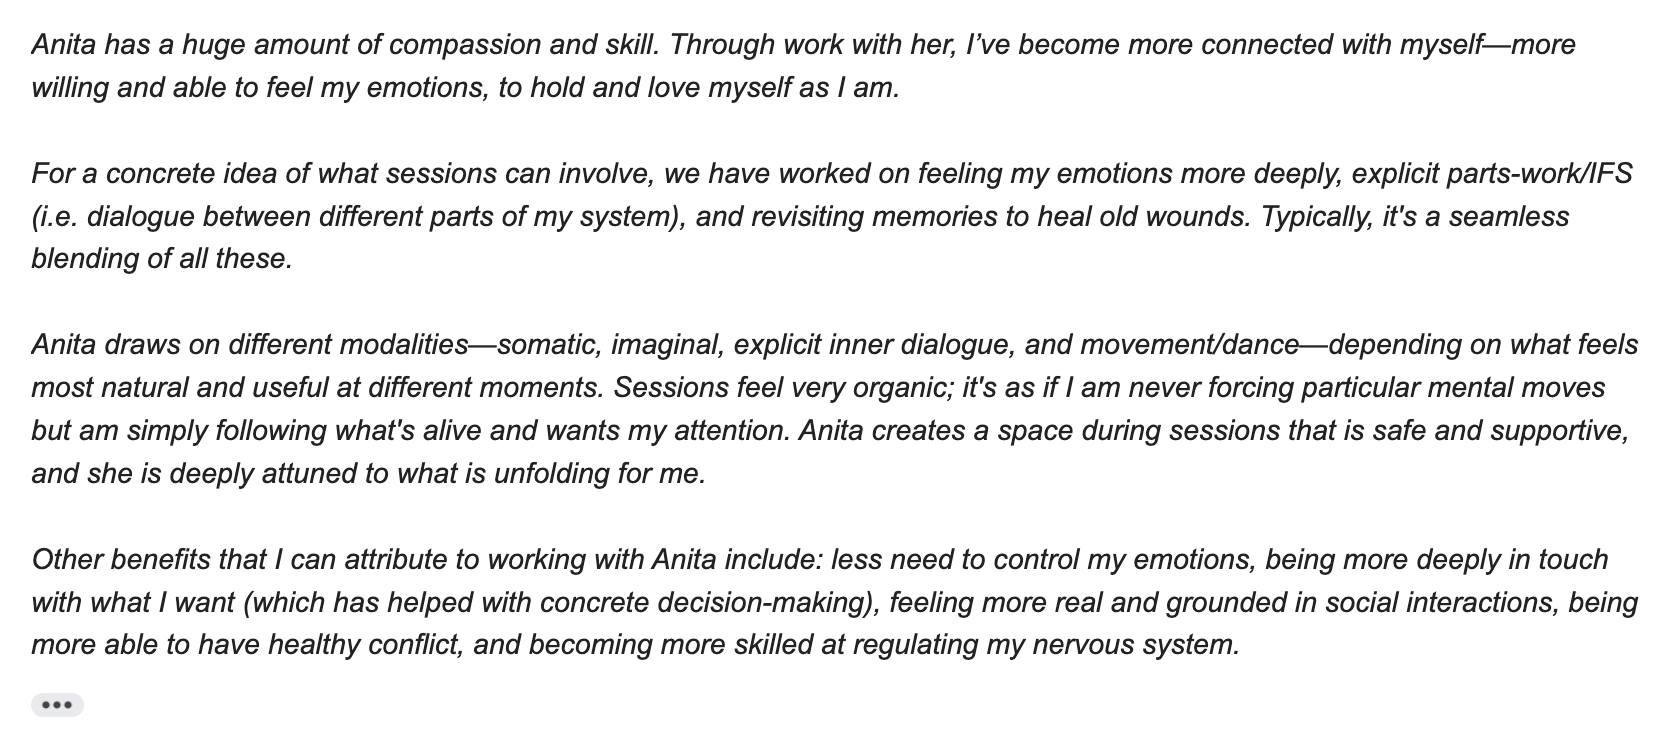 Anita has a huge amount of compassion and skill. Through work with her, I’ve become more connected with myself—more
willing and able to feel my emotions, to hold and love myself as I am.
For a concrete idea of what sessions can involve, we have worked on feeling my emotions more deeply, explicit parts-work/IFS
(i.e. dialogue between different parts of my system), and revisiting memories to heal old wounds. Typically, it's a seamless
blending of all these.
Anita draws on different modalities—somatic, imaginal, explicit inner dialogue, and movement/dance—depending on what feels
most natural and useful at different moments. Sessions feel very organic; it's as if I am never forcing particular mental moves
but am simply following what's alive and wants my attention. Anita creates a space during sessions that is safe and supportive,
and she is deeply attuned to what is unfolding for me.
Other benefits that I can attribute to working with Anita include: less need to control my emotions, being more deeply in touch
with what I want (which has helped with concrete decision-making), feeling more real and grounded in social interactions, being
more able to have healthy conflict, and becoming more skilled at regulating my nervous system.